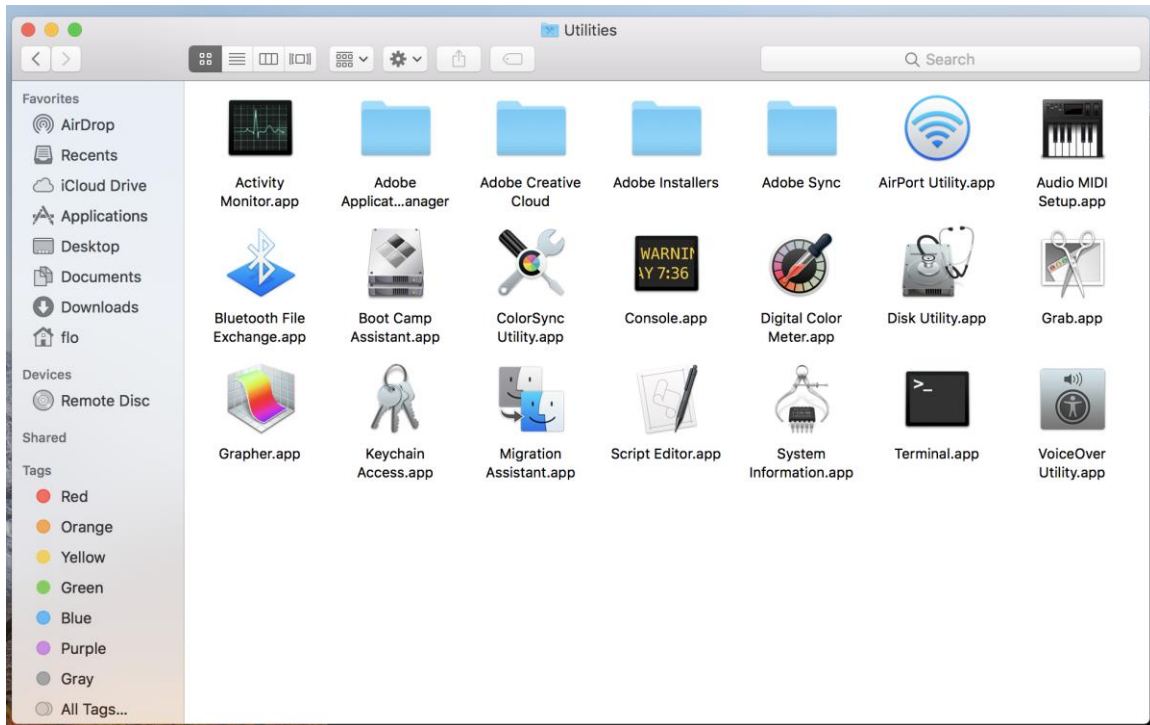 Utilities
Search
Favorites
AirDrop
Recents
iCloud Drive
Applications
Desktop
Documents
Downloads
flo
Devices
Remote Disc
Shared
Tags
Red
Orange
Yellow
Green
Blue
Purple
Gray
All Tags...
Activity
Monitor.app
Adobe
Applicat...anager
Adobe Creative
Cloud
Adobe Installers
Adobe Sync
AirPort Utility.app
Audio MIDI
Setup.app
Bluetooth File
Exchange.app
Boot Camp
Assistant.app
ColorSync
Utility.app
WARNIN
AY 7:36
Console.app
Digital Color
Meter.app
Disk Utility.app
Grab.app
Grapher.app
Keychain
Access.app
Migration
Assistant.app
Script Editor.app
System
Information.app
>_
Terminal.app
VoiceOver
Utility.app